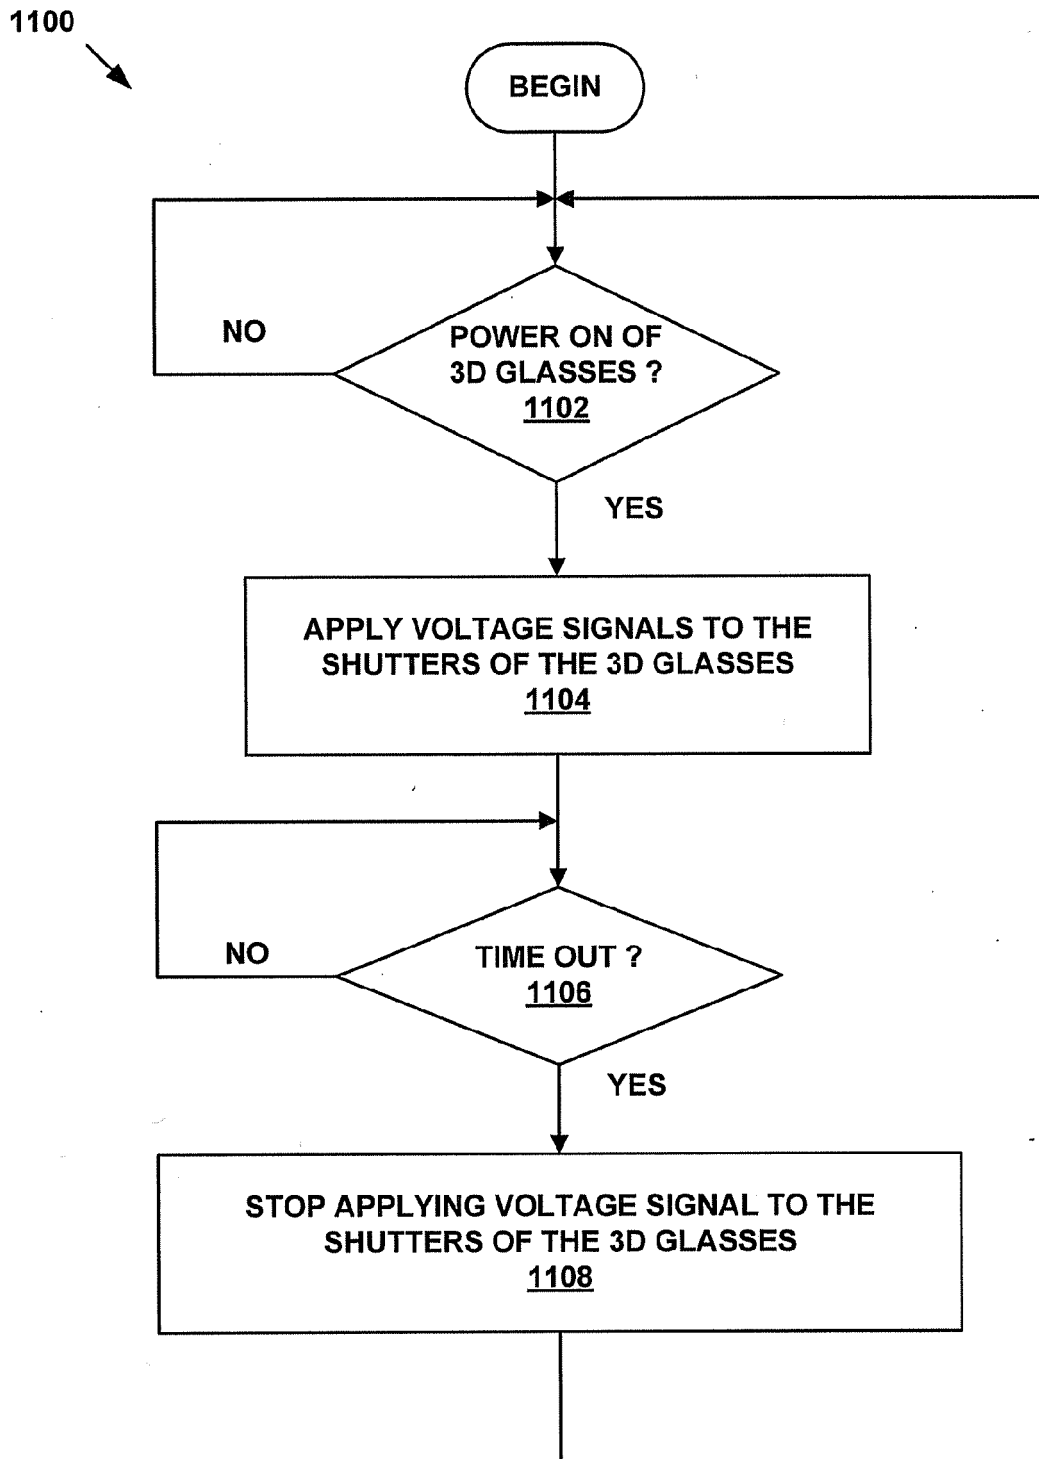 1100
BEGIN
NO
POWER ON OF
3D GLASSES ?
1102
YES
APPLY VOLTAGE SIGNALS TO THE
SHUTTERS OF THE 3D GLASSES
1104
NO
TIME OUT ?
1106
YES
STOP APPLYING VOLTAGE SIGNAL TO THE
SHUTTERS OF THE 3D GLASSES
1108